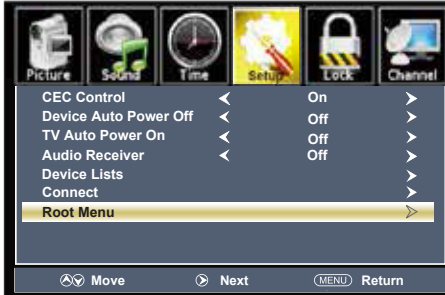 Picture Sound Time Setup Lock Channel
CEC Control On
Device Auto Power Off Off
TV Auto Power On Off
Audio Receiver Off
Device Lists
Connect
Root Menu
Move Next MENU Return